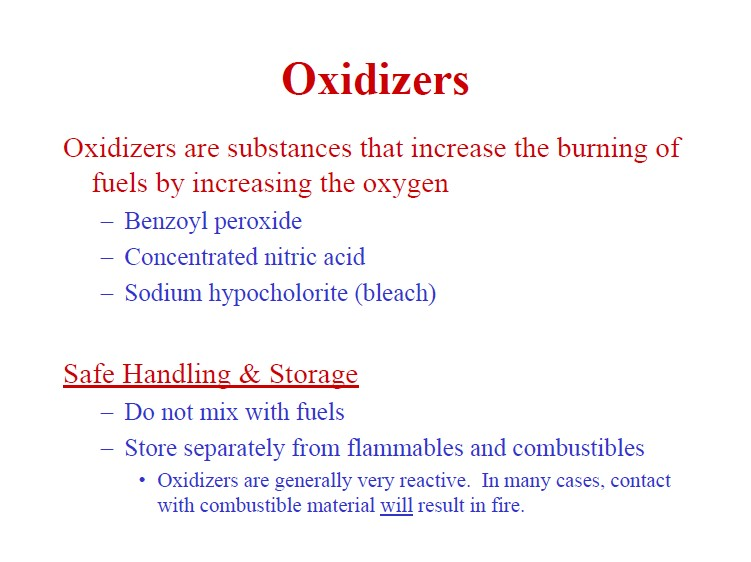 Oxidizers
Oxidizers are substances that increase the burning of
fuels by increasing the oxygen
– Benzoyl peroxide
– Concentrated nitric acid
– Sodium hypocholorite (bleach)
Safe Handling & Storage
– Do not mix with fuels
– Store separately from flammables and combustibles
• Oxidizers are generally very reactive.  In many cases, contact
with combustible material will result in fire.